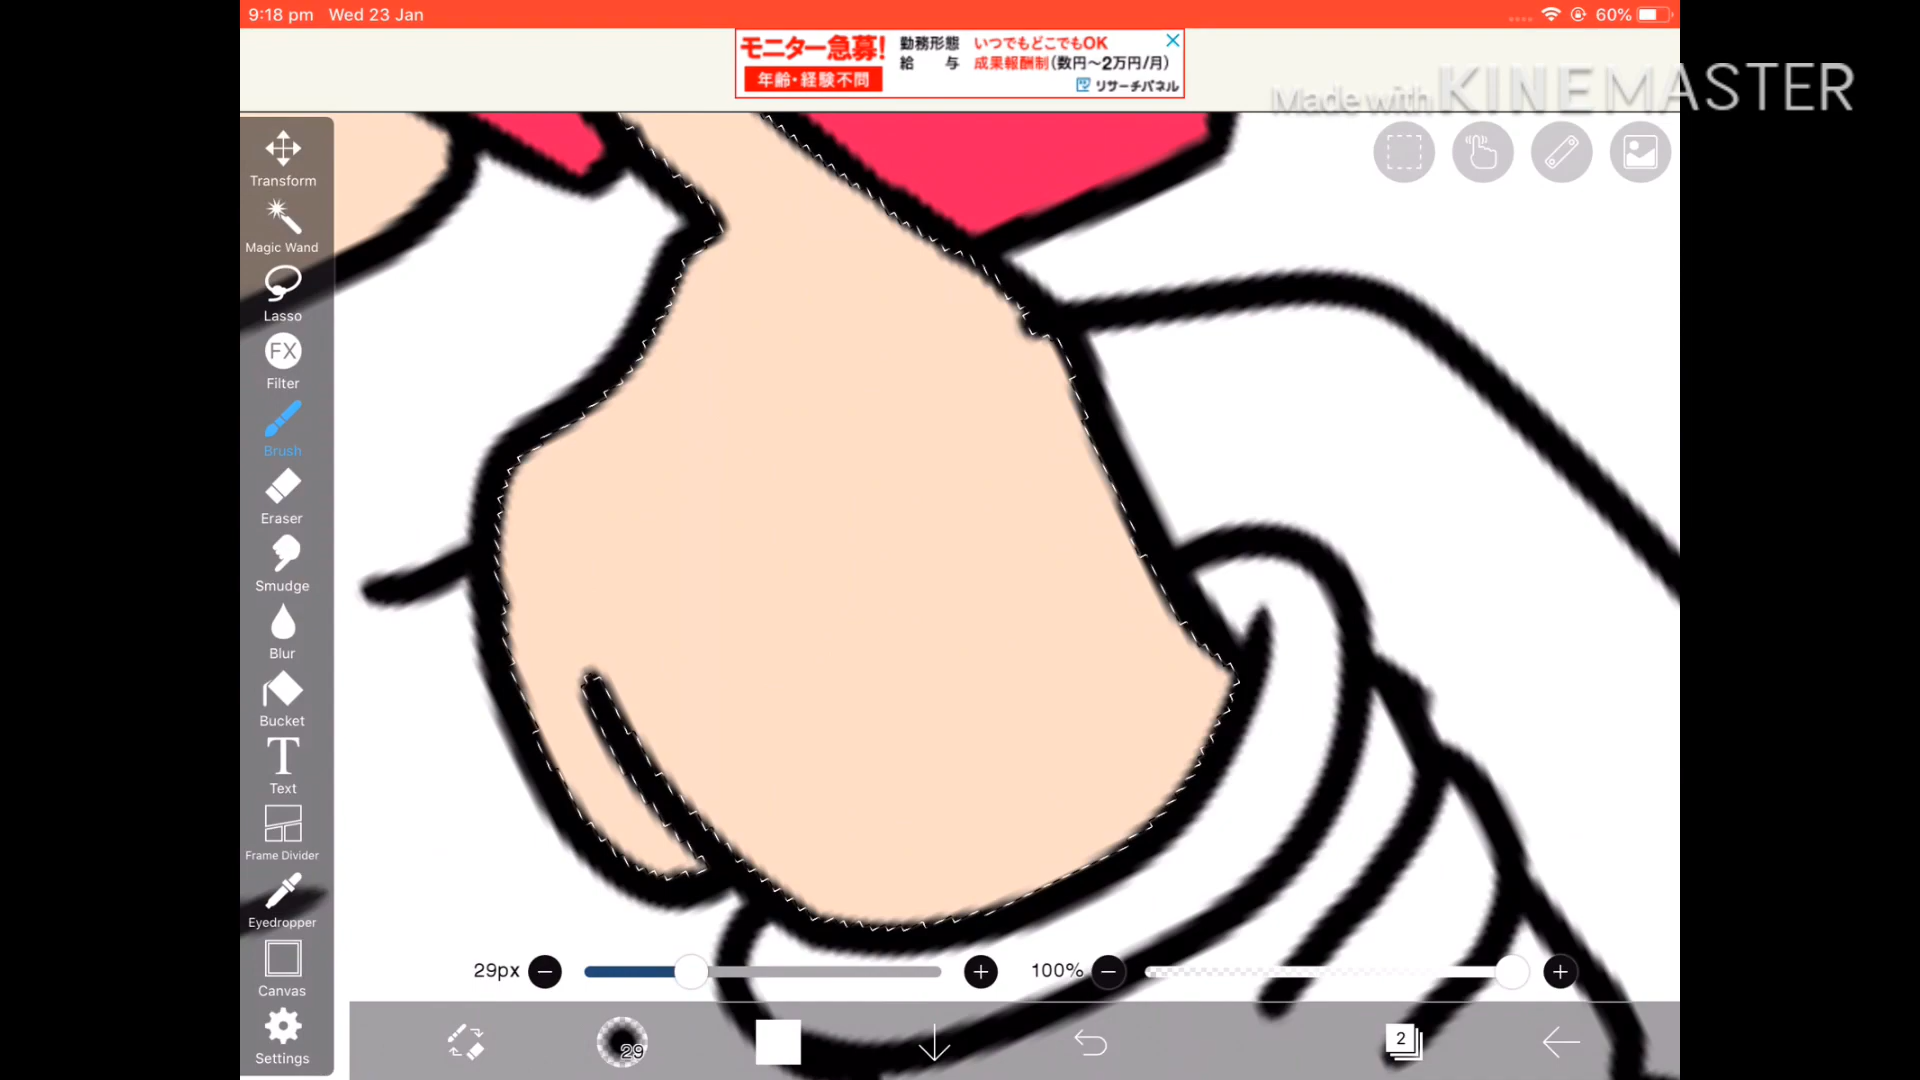 9:18 pm Wed 23 Jan
60%
モニター急募!
年齢・経験不問
勤務形態 いつでもどこでもOK
給 与 成果報酬制(数円〜2万円/月)
リサーチパネル
Made with KINEMASTER
Transform
Magic Wand
Lasso
FX
Filter
Brush
Eraser
Smudge
Blur
Bucket
T
Text
Frame Divider
Eyedropper
Canvas
Settings
29px
100%
29
2